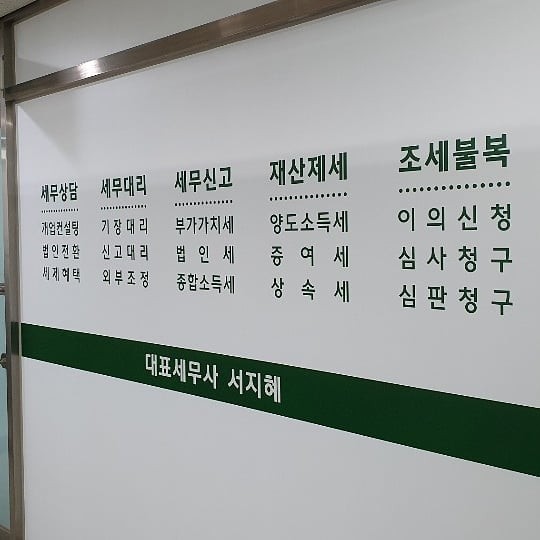 세무상담
개업컨설팅
법인전환
세제혜택
세무대리
기장대리
신고대리
외부조정
세무신고
부가가치세
법인세
종합소득세
재산제세
양도소득세
증여세
상속세
조세불복
이의신청
심사청구
심판청구
대표세무사 서지혜